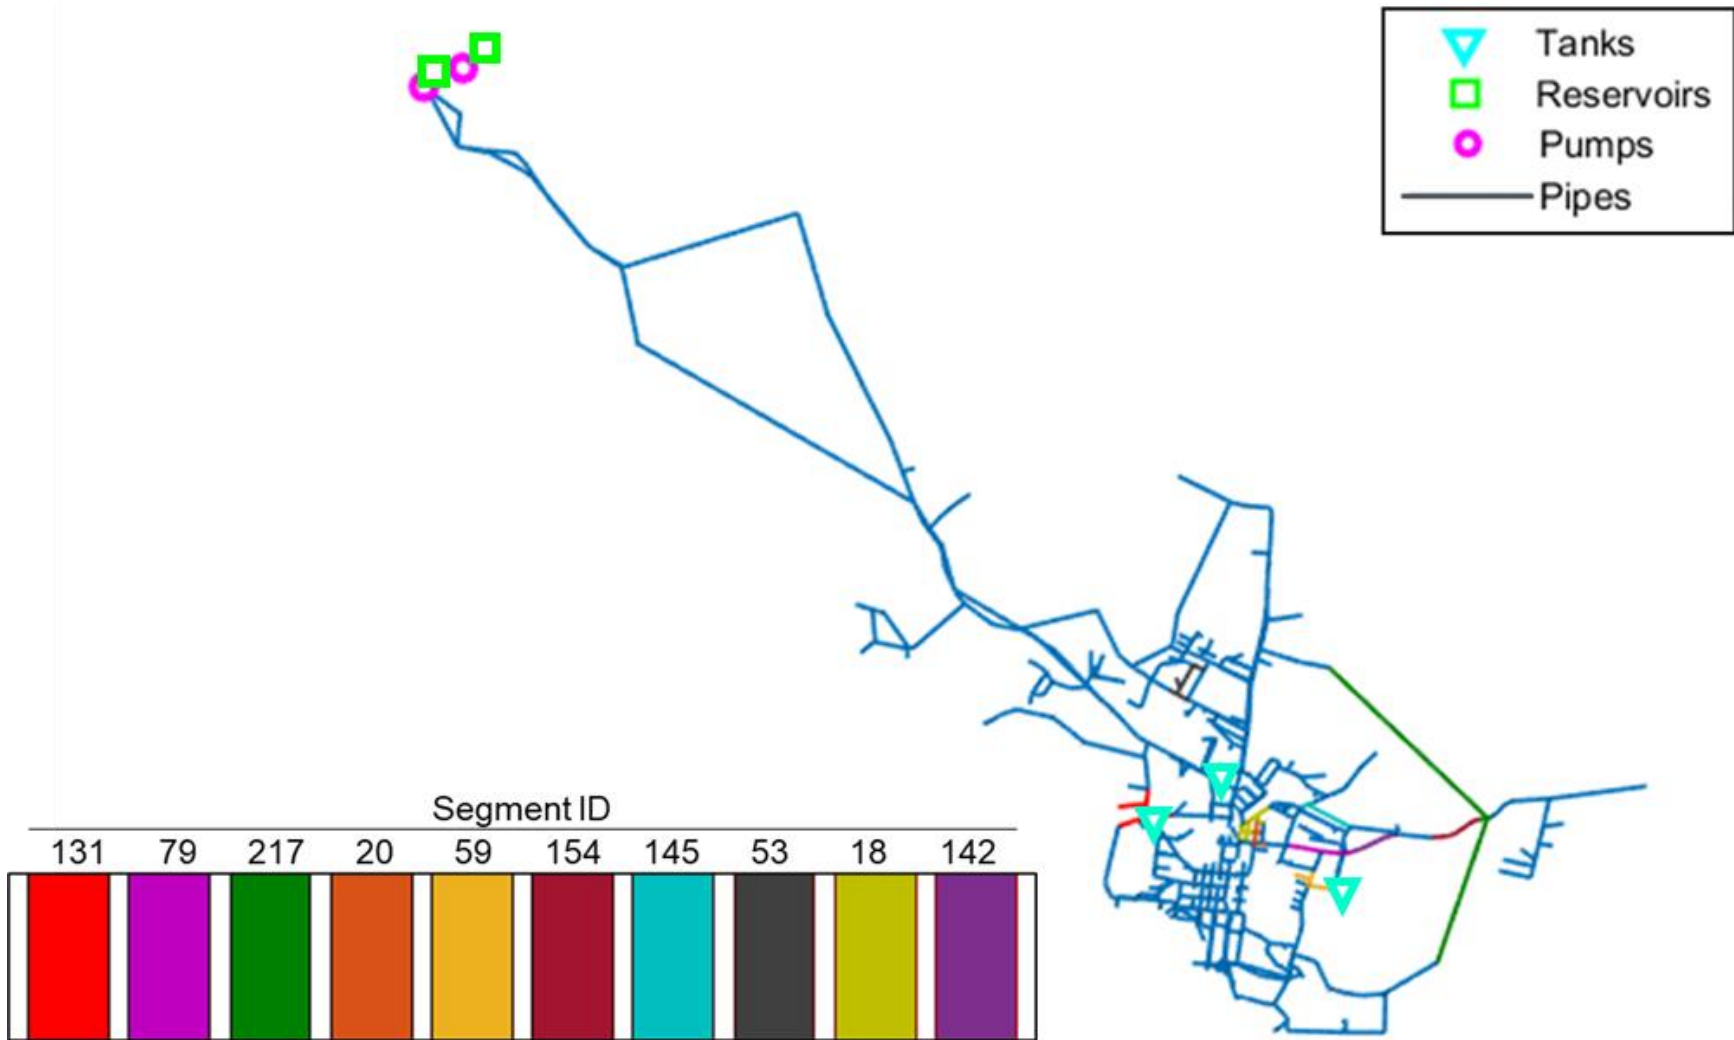 Tanks
Reservoirs
Pumps
Pipes
Segment ID
131 79 217 20 59 154 145 53 18 142